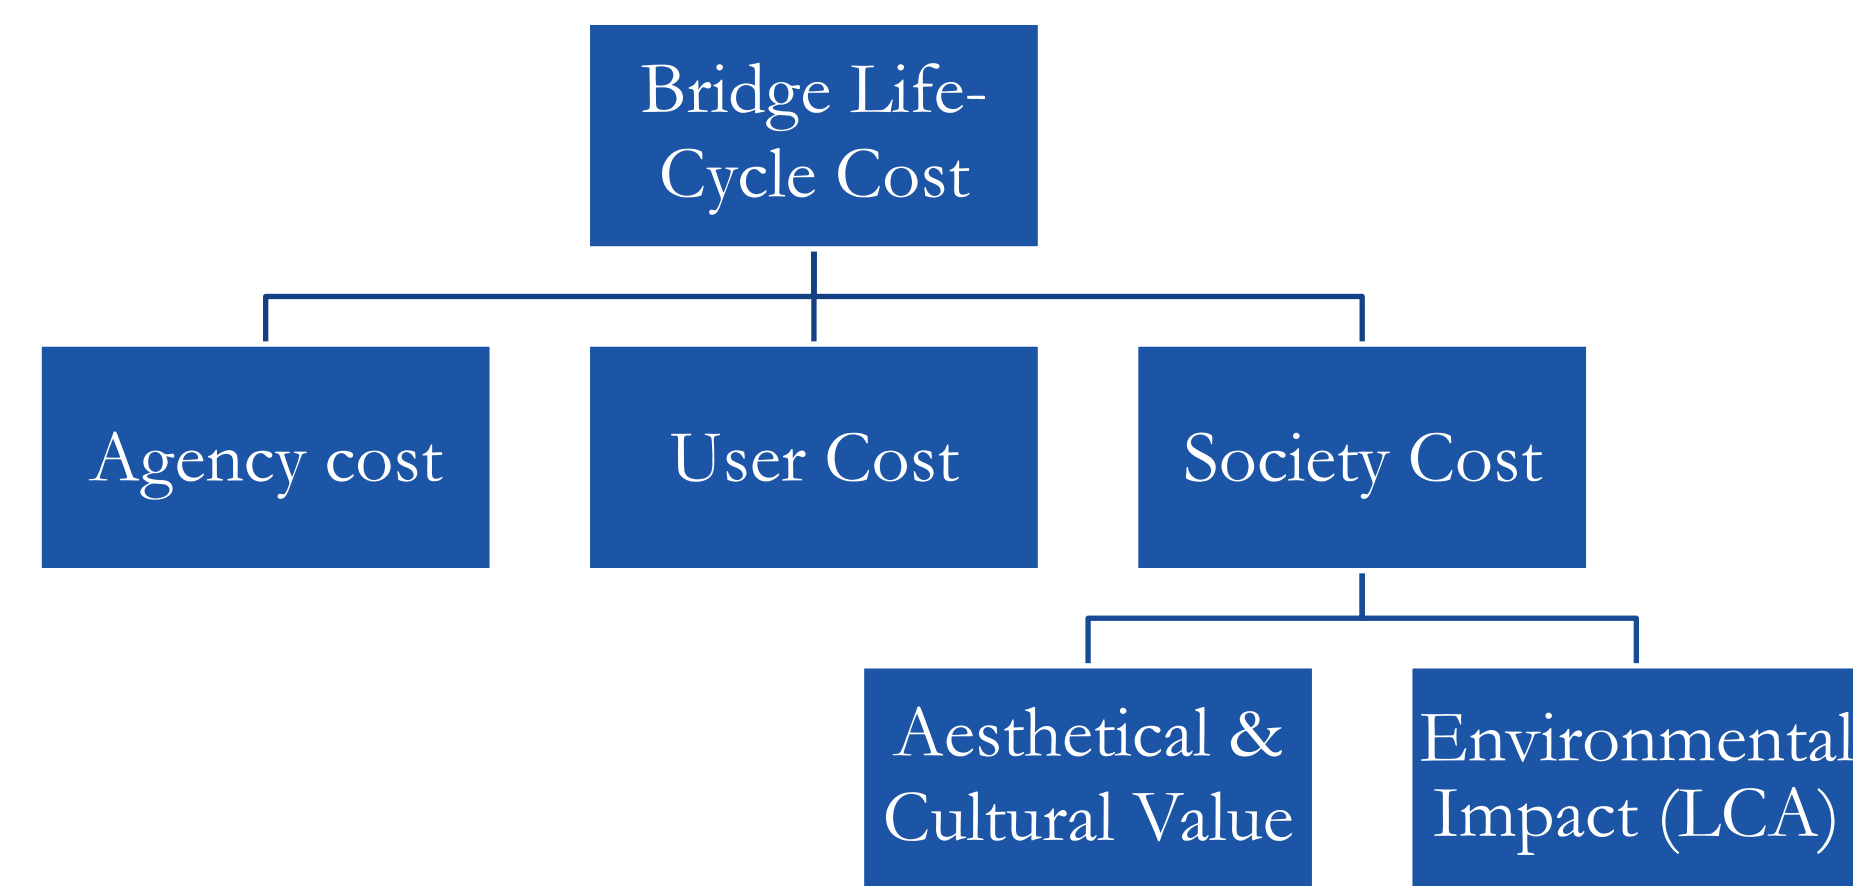 Bridge Life-
Cycle Cost
Agency cost
User Cost
Society Cost
Aesthetical &
Cultural Value
Environmental
Impact (LCA)